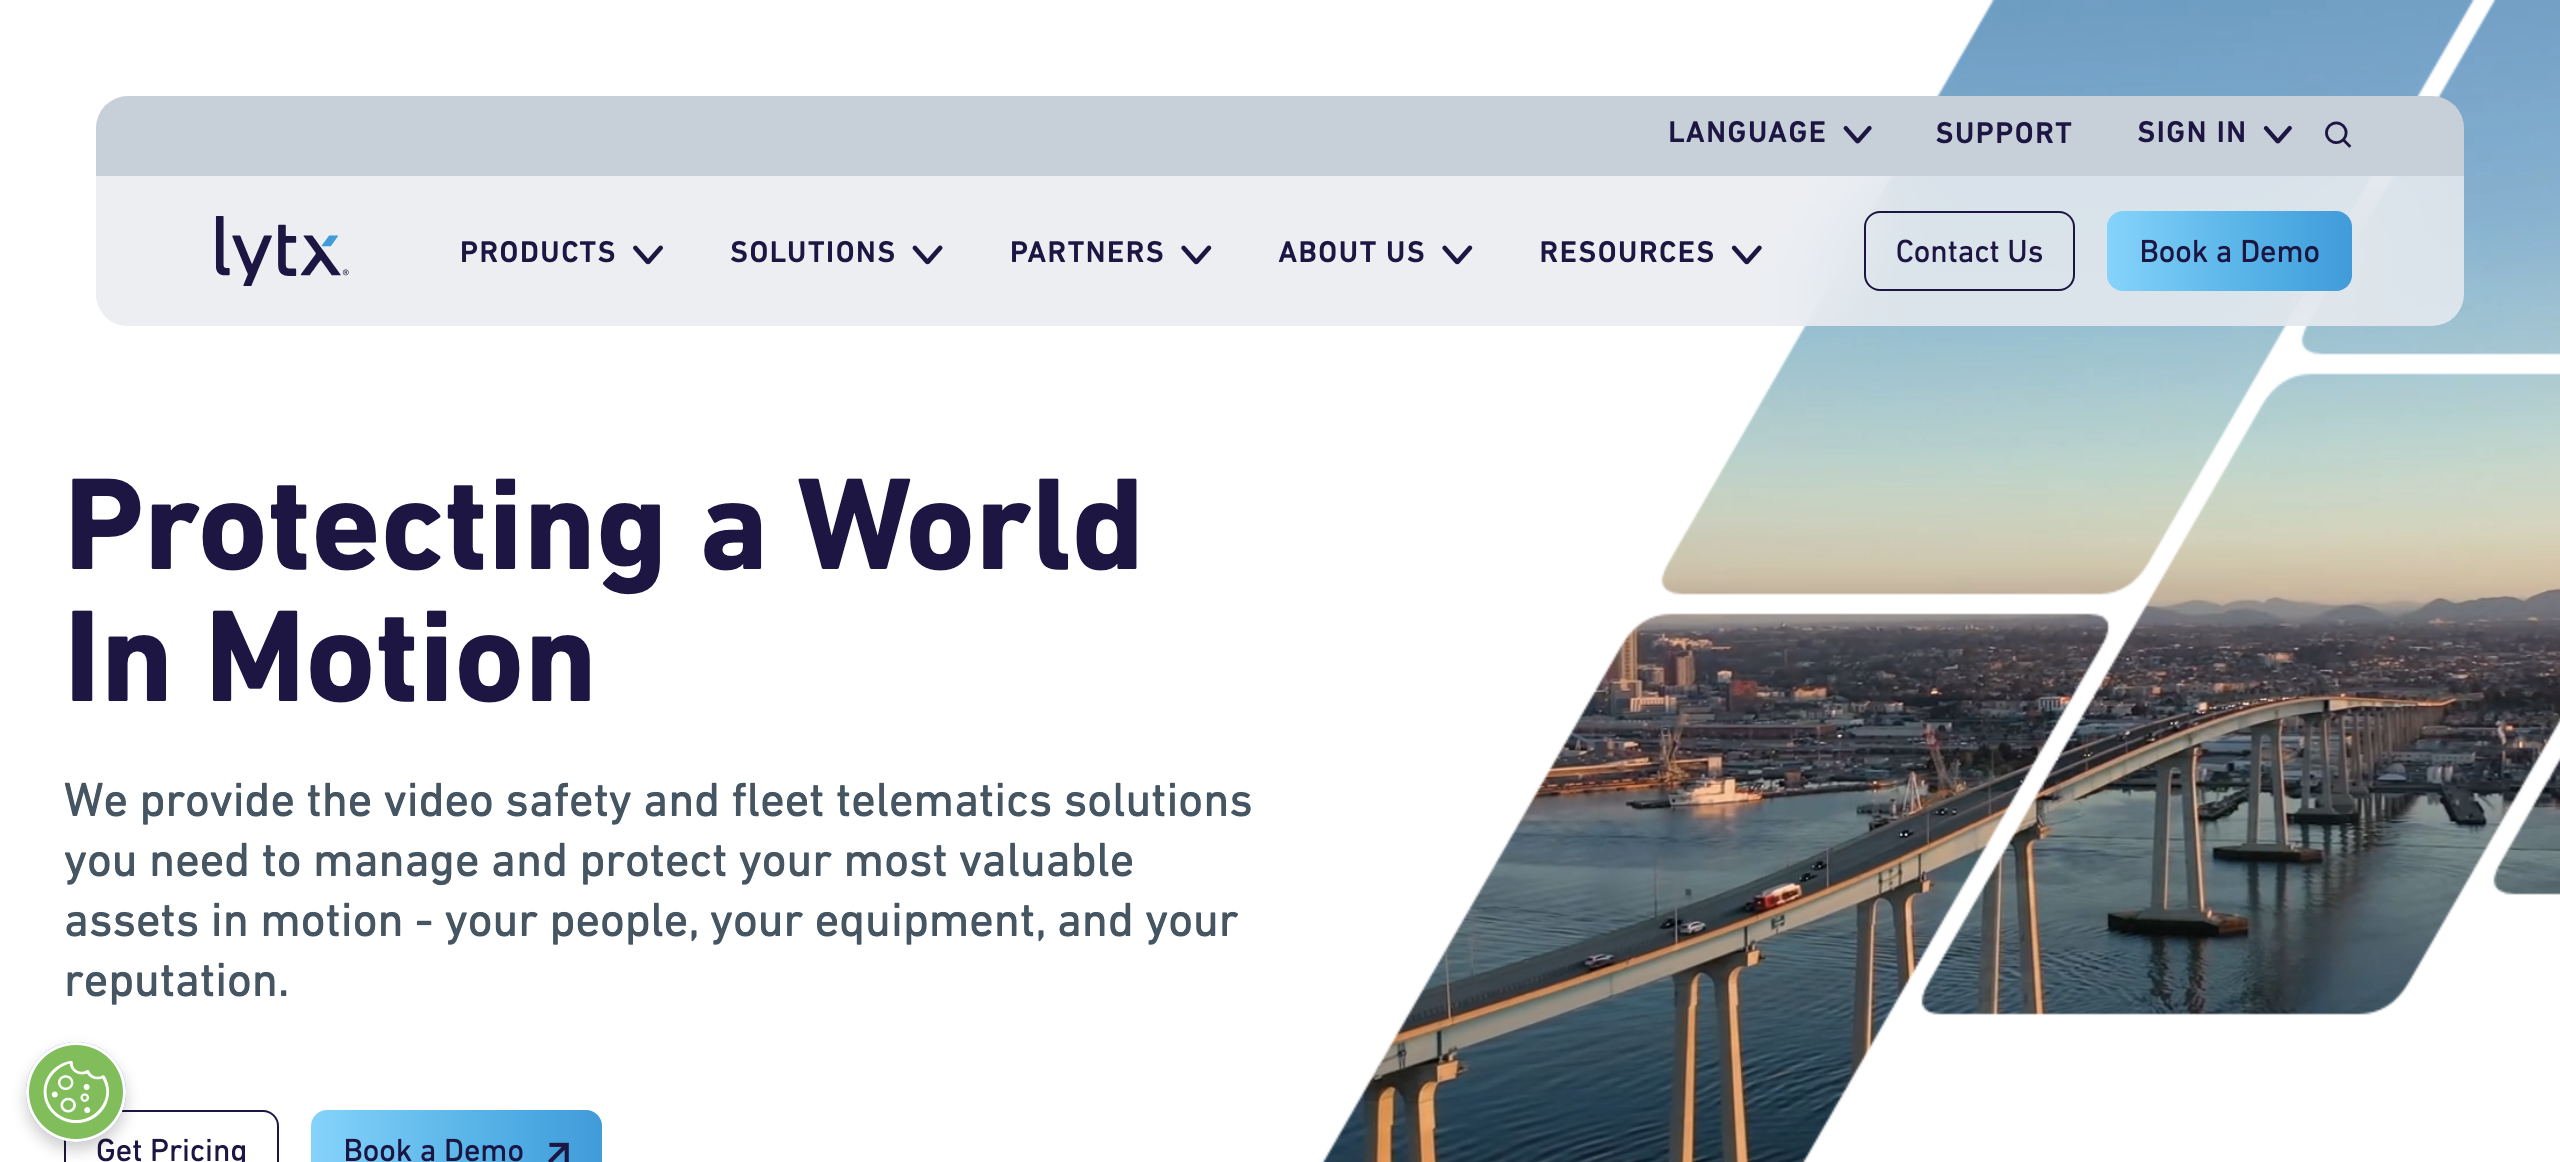 LANGUAGE SUPPORT SIGN IN
lytx® PRODUCTS SOLUTIONS PARTNERS ABOUT US RESOURCES Contact Us Book a Demo
Protecting a World
In Motion
We provide the video safety and fleet telematics solutions
you need to manage and protect your most valuable
assets in motion - your people, your equipment, and your
reputation.
Get Pricing Book a Demo